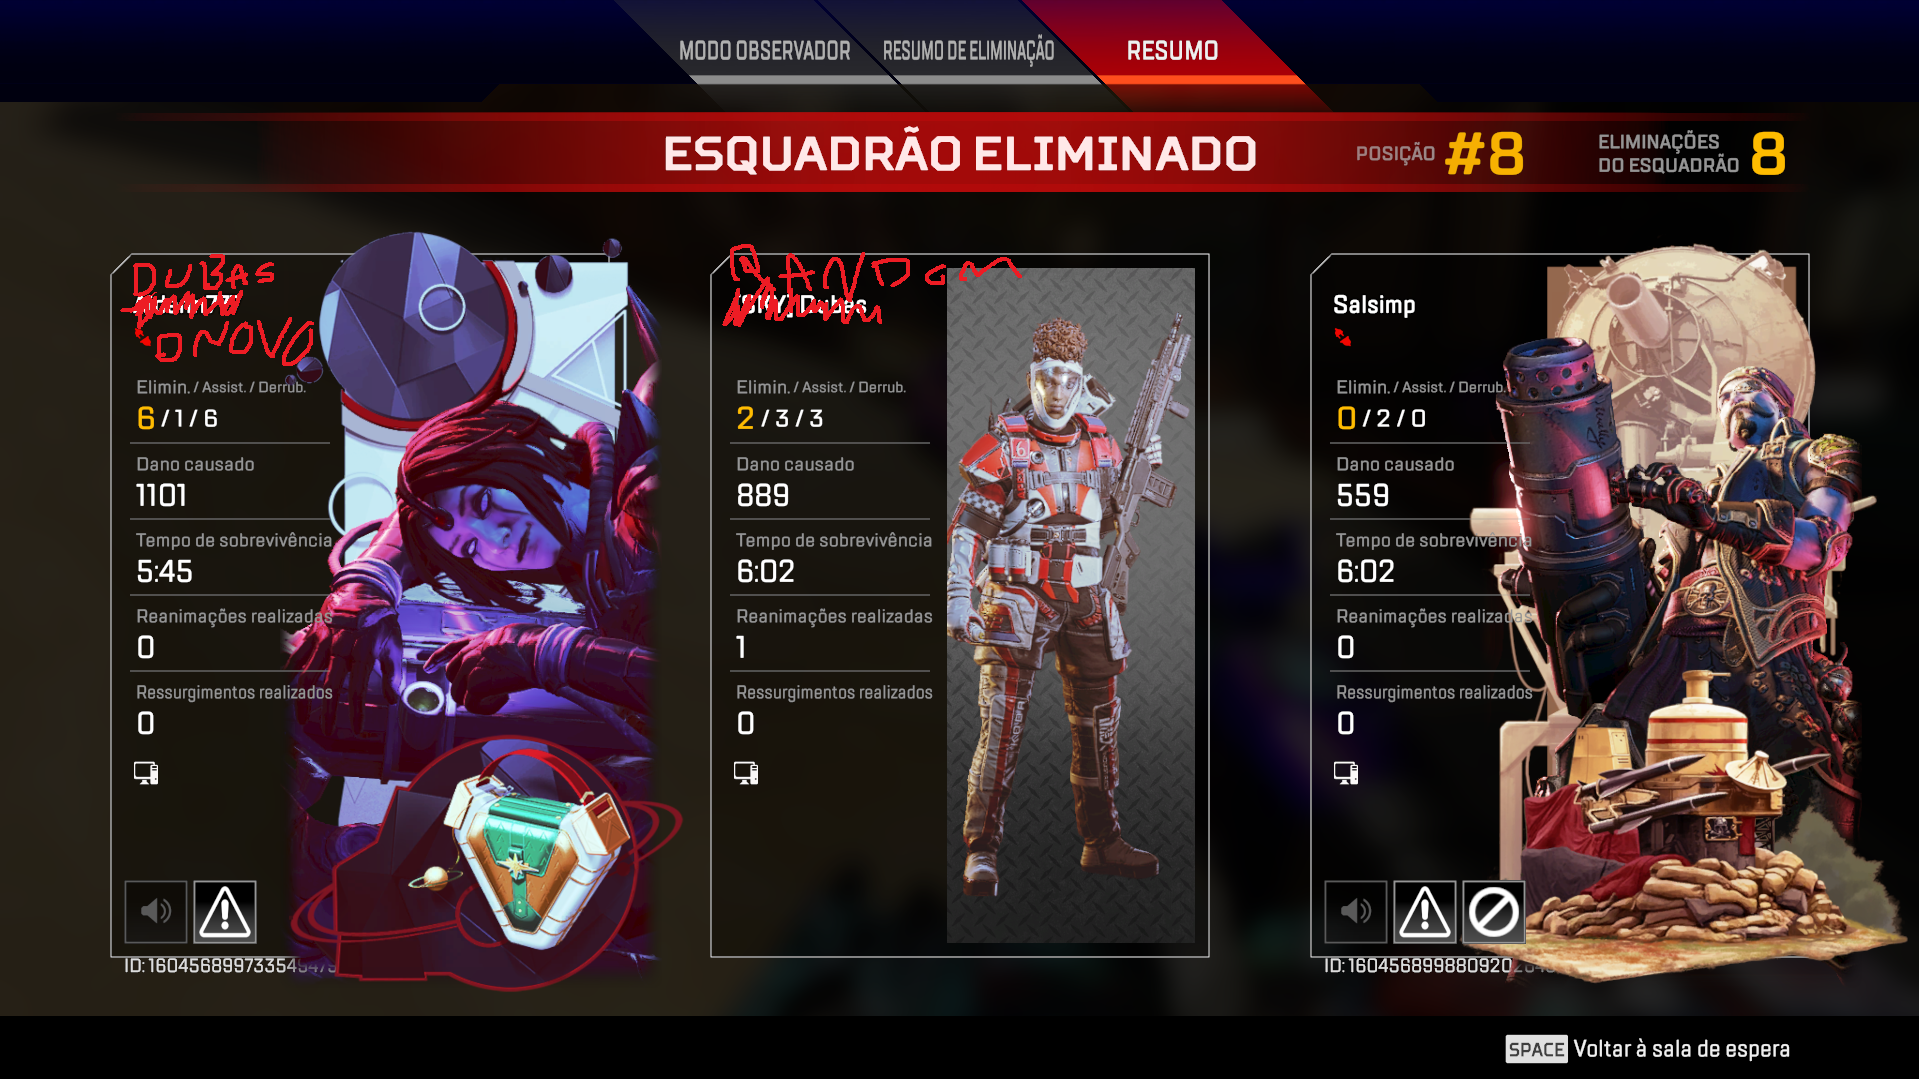 MODO OBSERVADOR
RESUMO DE ELIMINAÇÃO
RESUMO
ESQUADRÃO ELIMINADO
POSIÇÃO #8
ELIMINAÇÕES
DO ESQUADRÃO 8
DUBAS
O NOVO
Elimin. / Assist. / Derrub.
6 / 1 / 6
Dano causado
1101
Tempo de sobrevivência
5:45
Reanimações realizadas
0
Ressurgimentos realizados
0
RANDOM
[SKY] Dubas
Elimin. / Assist. / Derrub.
2 / 3 / 3
Dano causado
889
Tempo de sobrevivência
6:02
Reanimações realizadas
1
Ressurgimentos realizados
0
Salsimp
Elimin. / Assist. / Derrub.
0 / 2 / 0
Dano causado
559
Tempo de sobrevivência
6:02
Reanimações realizadas
0
Ressurgimentos realizados
0
ID:
ID:
SPACE Voltar à sala de espera